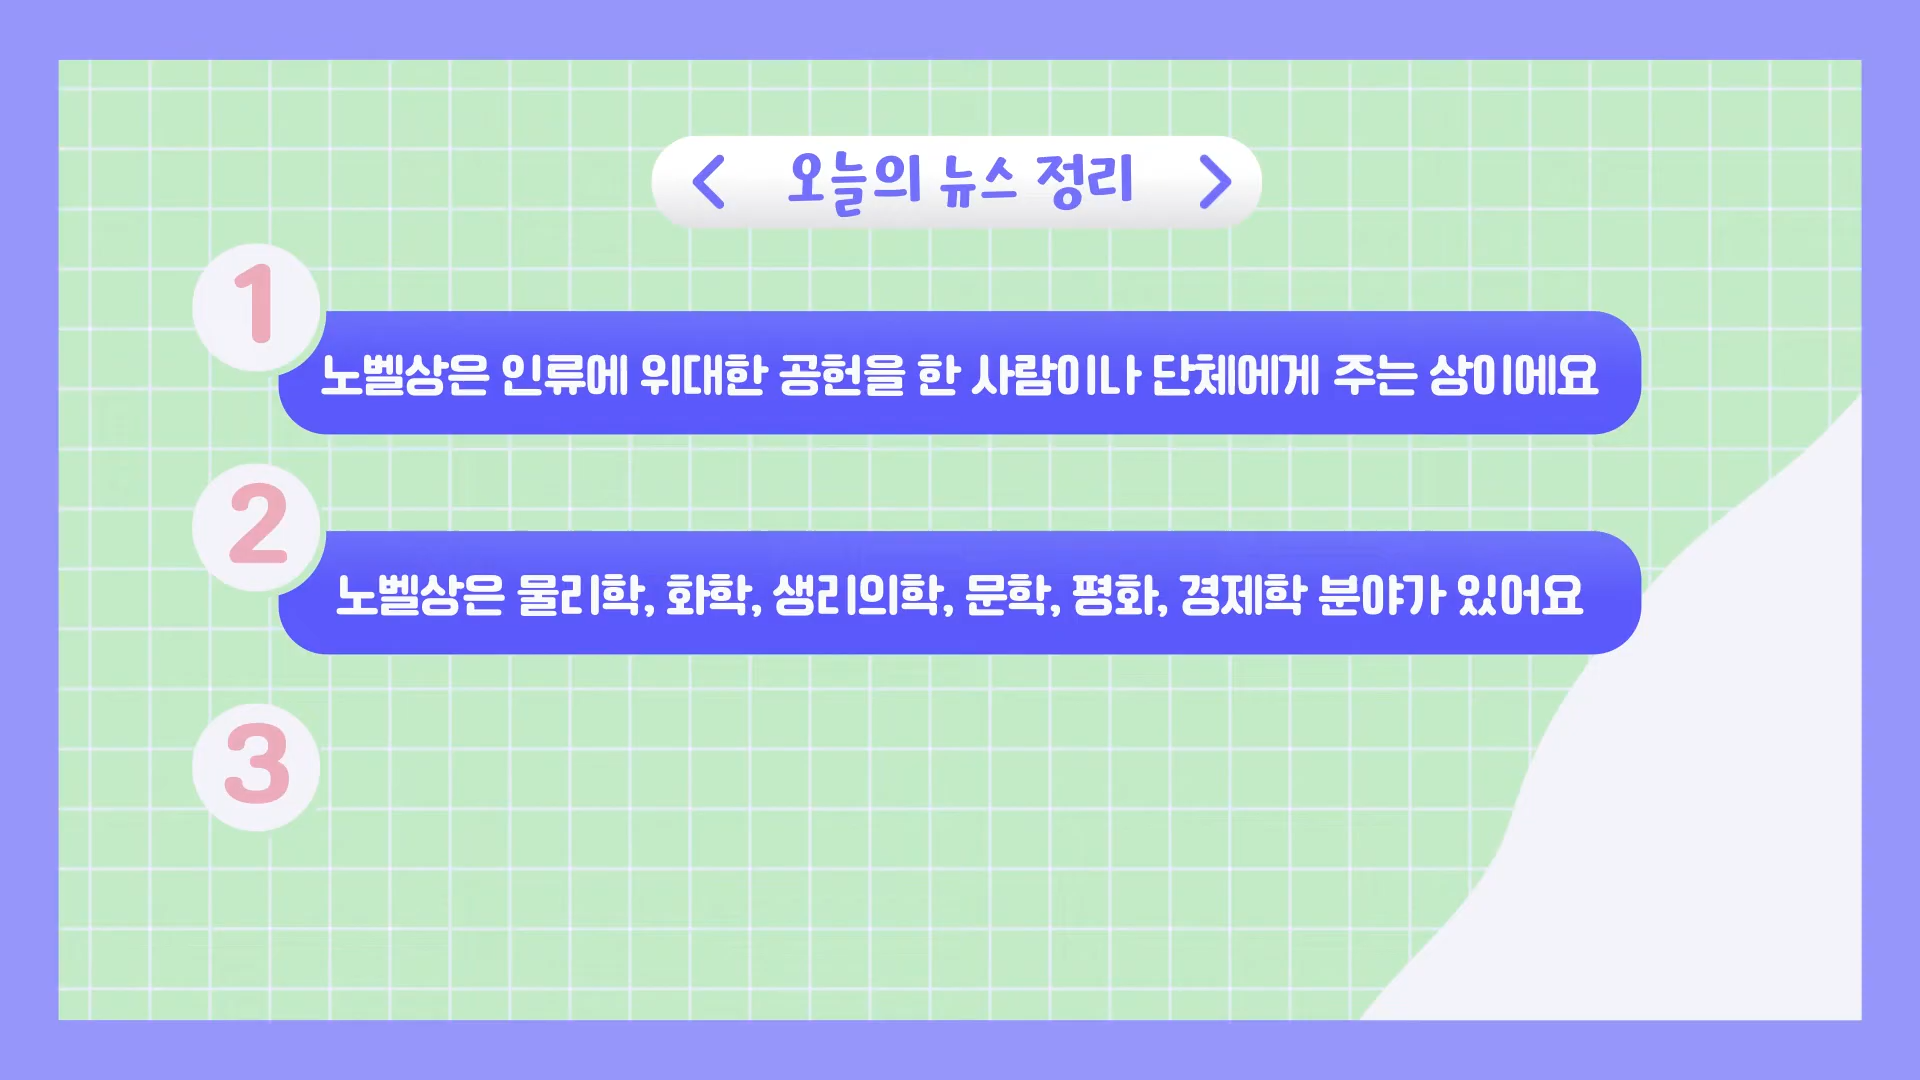 < 오늘의 뉴스 정리 >
1
노벨상은 인류에 위대한 공헌을 한 사람이나 단체에게 주는 상이에요
2
노벨상은 물리학, 화학, 생리의학, 문학, 평화, 경제학 분야가 있어요
3